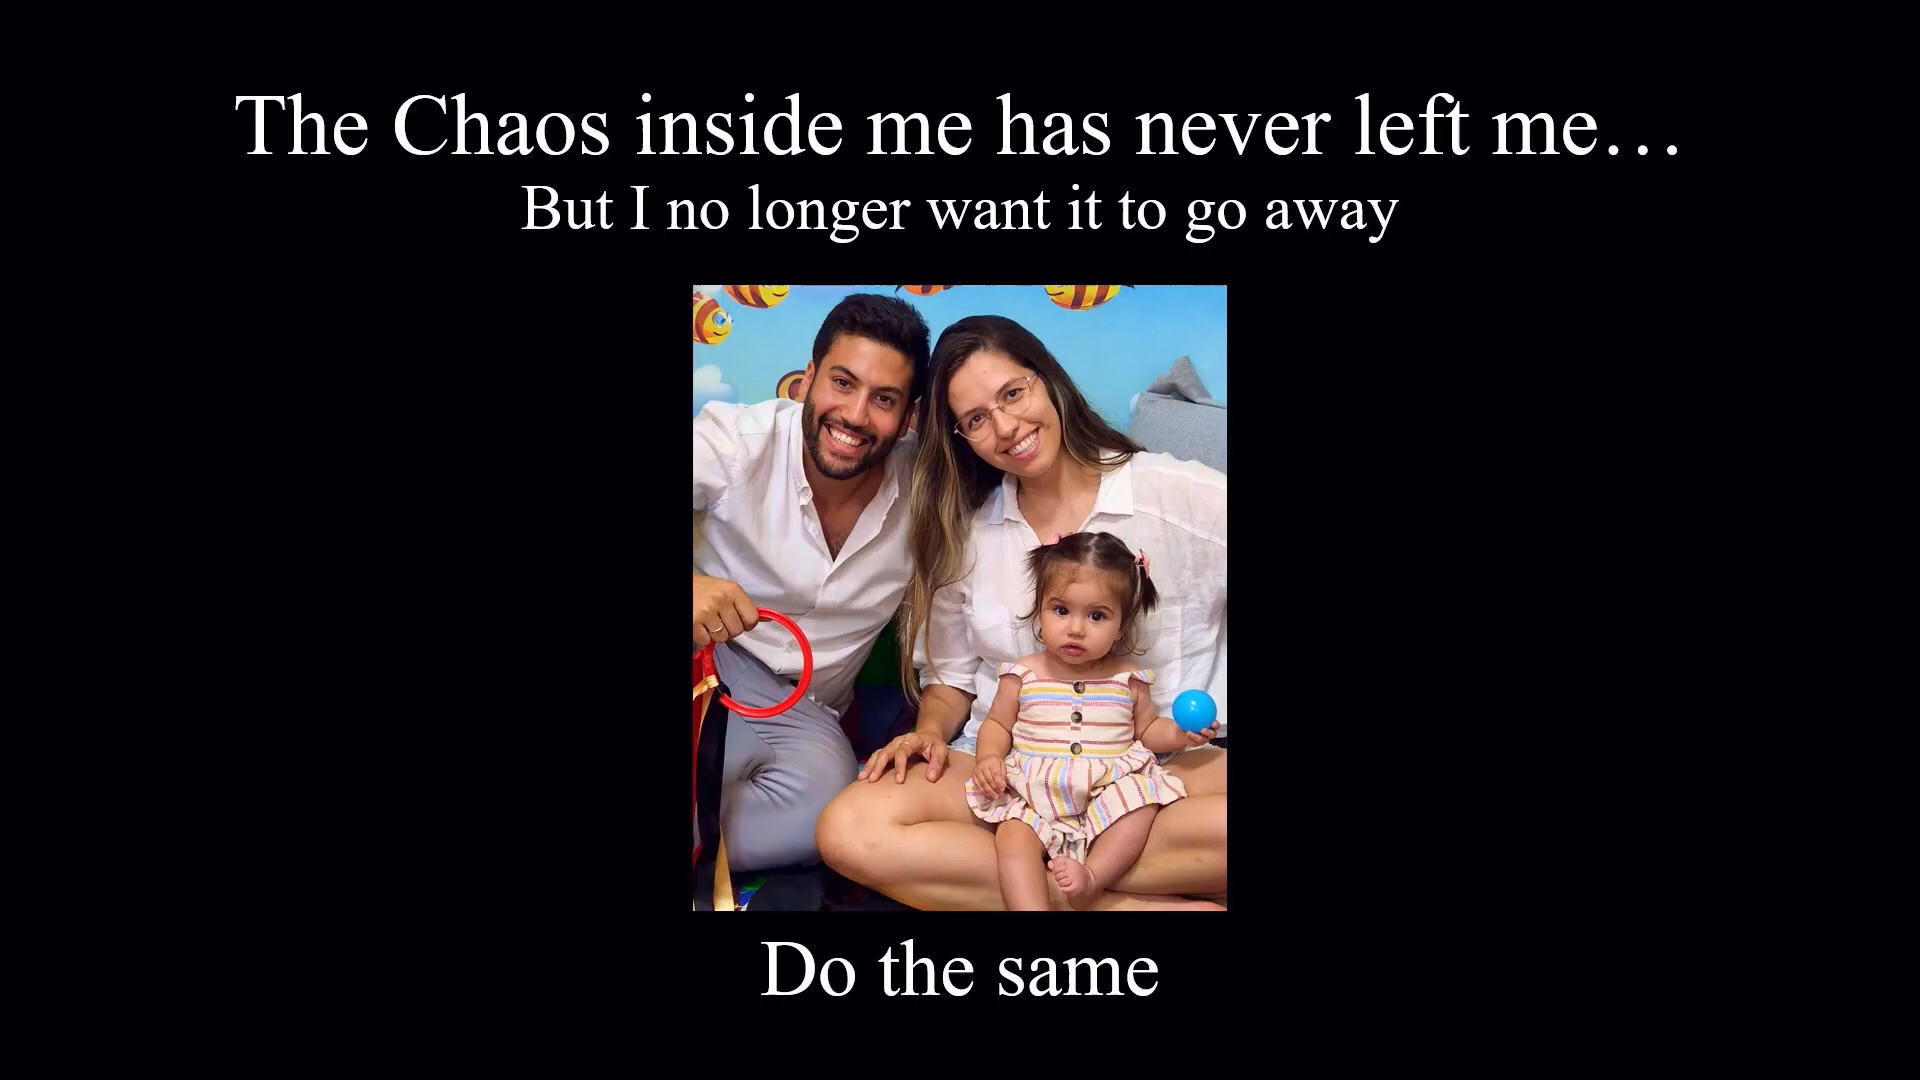 The Chaos inside me has never left me…
But I no longer want it to go away
Do the same